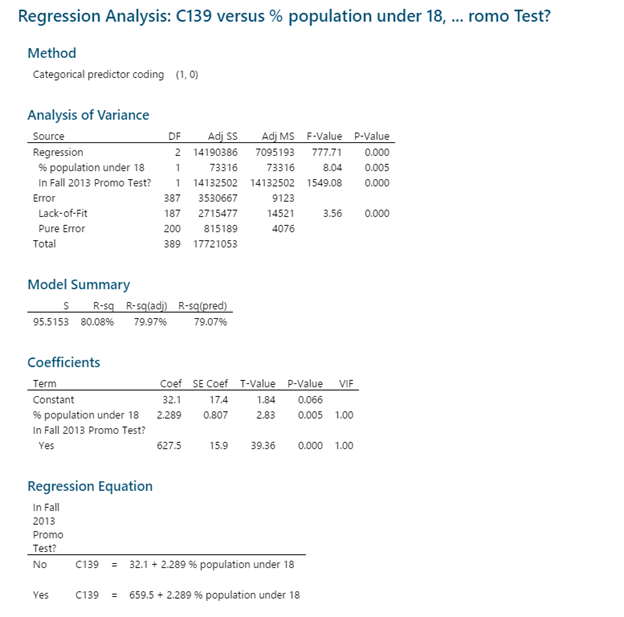 Regression Analysis: C139 versus % population under 18, ... romo Test?
Method
Categorical predictor coding (1, 0)
Analysis of Variance
Source DF Adj SS Adj MS F-Value P-Value
Regression 2 14190386 7095193 777.71 0.000
% population under 18 1 73316 73316 8.04 0.005
In Fall 2013 Promo Test? 1 14132502 14132502 1549.08 0.000
Error 387 3530667 9123
Lack-of-Fit 187 2715477 14521 3.56 0.000
Pure Error 200 815189 4076
Total 389 17721053
Model Summary
S R-sq R-sq(adj) R-sq(pred)
95.5153 80.08% 79.97% 79.07%
Coefficients
Term Coef SE Coef T-Value P-Value VIF
Constant 32.1 17.4 1.84 0.066
% population under 18 2.289 0.807 2.83 0.005 1.00
In Fall 2013 Promo Test?
Yes 627.5 15.9 39.36 0.000 1.00
Regression Equation
In Fall
2013
Promo
Test?
No C139 = 32.1 + 2.289 % population under 18
Yes C139 = 659.5 + 2.289 % population under 18